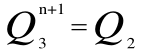 Q₃ⁿ⁺¹ = Q₂